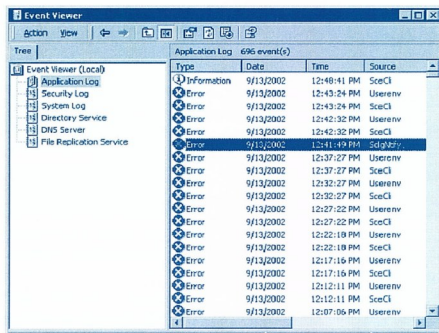 Event Viewer
Action View
Tree
Application Log 696 event(s)
Event Viewer (Local)
Application Log
Security Log
System Log
Directory Service
DNS Server
File Replication Service
Type Date Time Source
Information 9/13/2002 12:48:41 PM SceCli
Error 9/13/2002 12:43:24 PM Userenv
Error 9/13/2002 12:43:24 PM SceCli
Error 9/13/2002 12:42:32 PM Userenv
Error 9/13/2002 12:42:32 PM SceCli
Error 9/13/2002 12:41:49 PM
Error 9/13/2002 12:37:27 PM Userenv
Error 9/13/2002 12:37:27 PM SceCli
Error 9/13/2002 12:32:27 PM Userenv
Error 9/13/2002 12:32:27 PM SceCli
Error 9/13/2002 12:27:22 PM Userenv
Error 9/13/2002 12:27:22 PM SceCli
Error 9/13/2002 12:22:18 PM Userenv
Error 9/13/2002 12:22:18 PM SceCli
Error 9/13/2002 12:17:16 PM Userenv
Error 9/13/2002 12:17:16 PM SceCli
Error 9/13/2002 12:12:11 PM Userenv
Error 9/13/2002 12:12:11 PM SceCli
Error 9/13/2002 12:07:06 PM Userenv